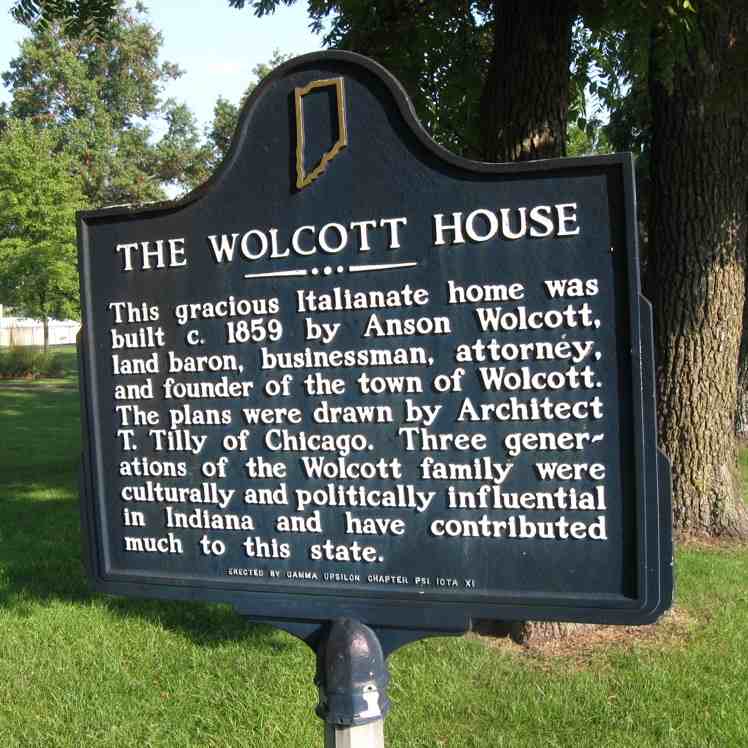 THE WOLCOTT HOUSE
This gracious Italianate home was
built c. 1859 by Anson Wolcott,
land baron, businessman, attorney,
and founder of the town of Wolcott.
The plans were drawn by Architect
T. Tilly of Chicago. Three gener-
ations of the Wolcott family were
culturally and politically influential
in Indiana and have contributed
much to this state.
ERECTED BY GAMMA UPSILON CHAPTER PSI IOTA XI